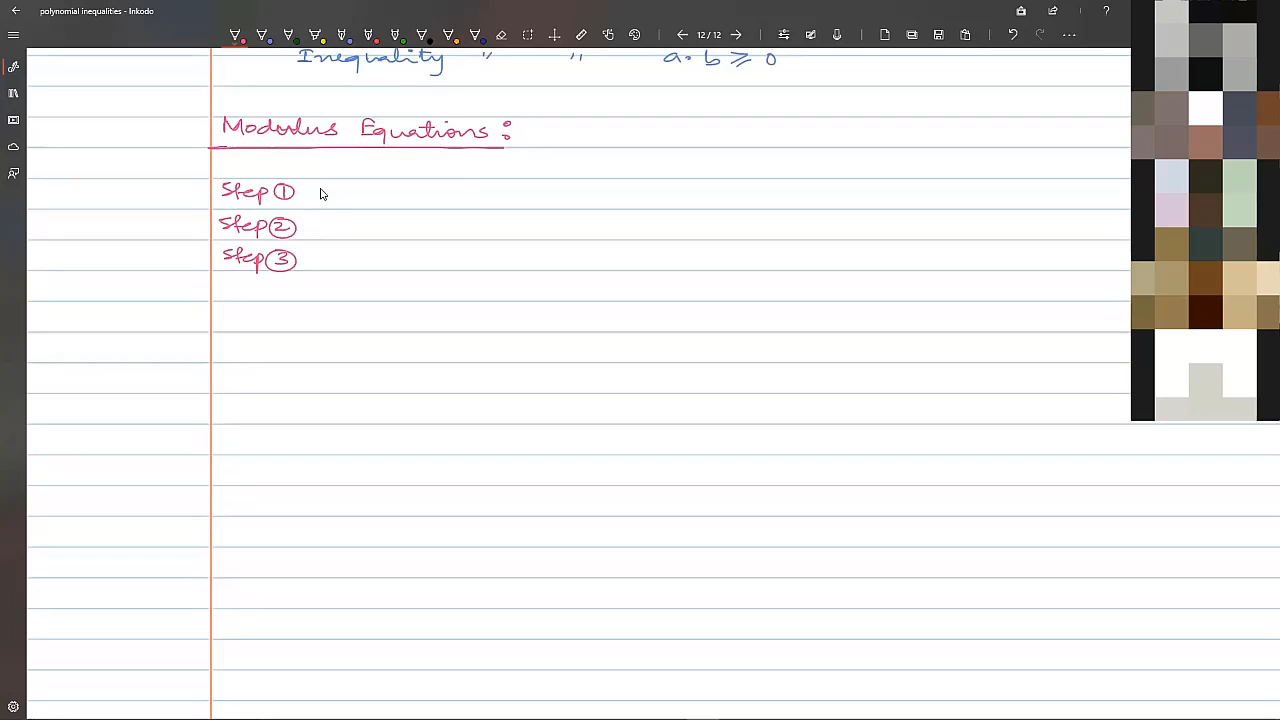 polynomial inequalities - Inkodo
12/12
Inequality " " a. b ⩾ 0
Modulus Equations :
Step ①
Step ②
Step ③